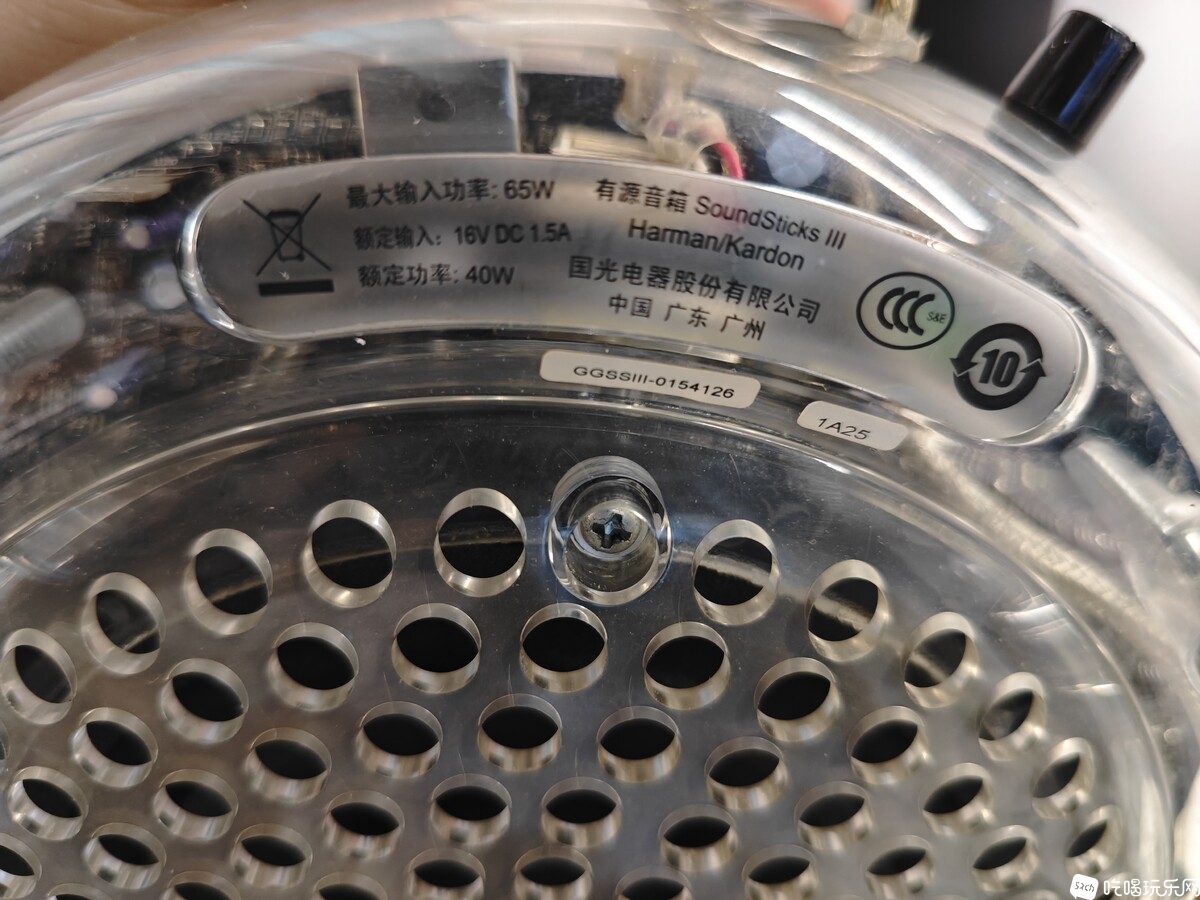 最大输入功率: 65W
额定输入: 16V DC 1.5A
额定功率: 40W
有源音箱 SoundSticks III
Harman/Kardon
国光电器股份有限公司
中国 广东 广州
CCC S&E
10
GGSSIII-0154126
1A25
52ch 吃喝玩乐网